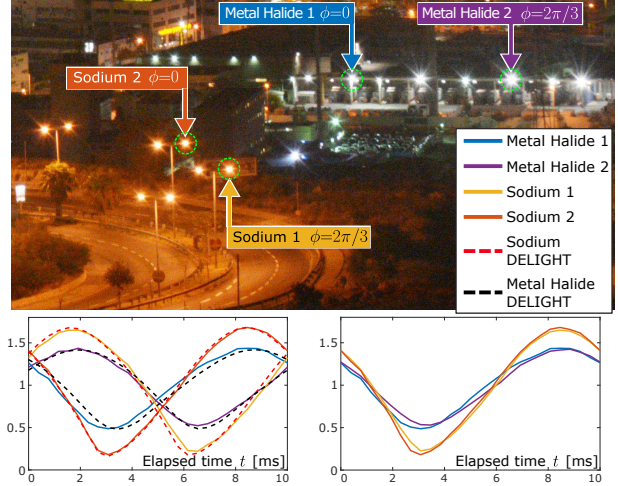 Metal Halide 1 ϕ=0
Metal Halide 2 ϕ=2π/3
Sodium 2 ϕ=0
Sodium 1 ϕ=2π/3
Metal Halide 1
Metal Halide 2
Sodium 1
Sodium 2
Sodium
DELIGHT
Metal Halide
DELIGHT
1.5
1
0.5
0
0 2 4 6 8 10
Elapsed time t [ms]
1.5
1
0.5
0
0 2 4 6 8 10
Elapsed time t [ms]